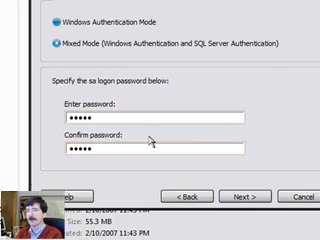 Windows Authentication Mode
Mixed Mode (Windows Authentication and SQL Server Authentication)
Specify the sa logon password below:
Enter password:
•••••
Confirm password:
•••••
< Back
Next >
Cancel
2/10/2007 11:43 PM
Size: 55.3 MB
2/10/2007 11:43 PM